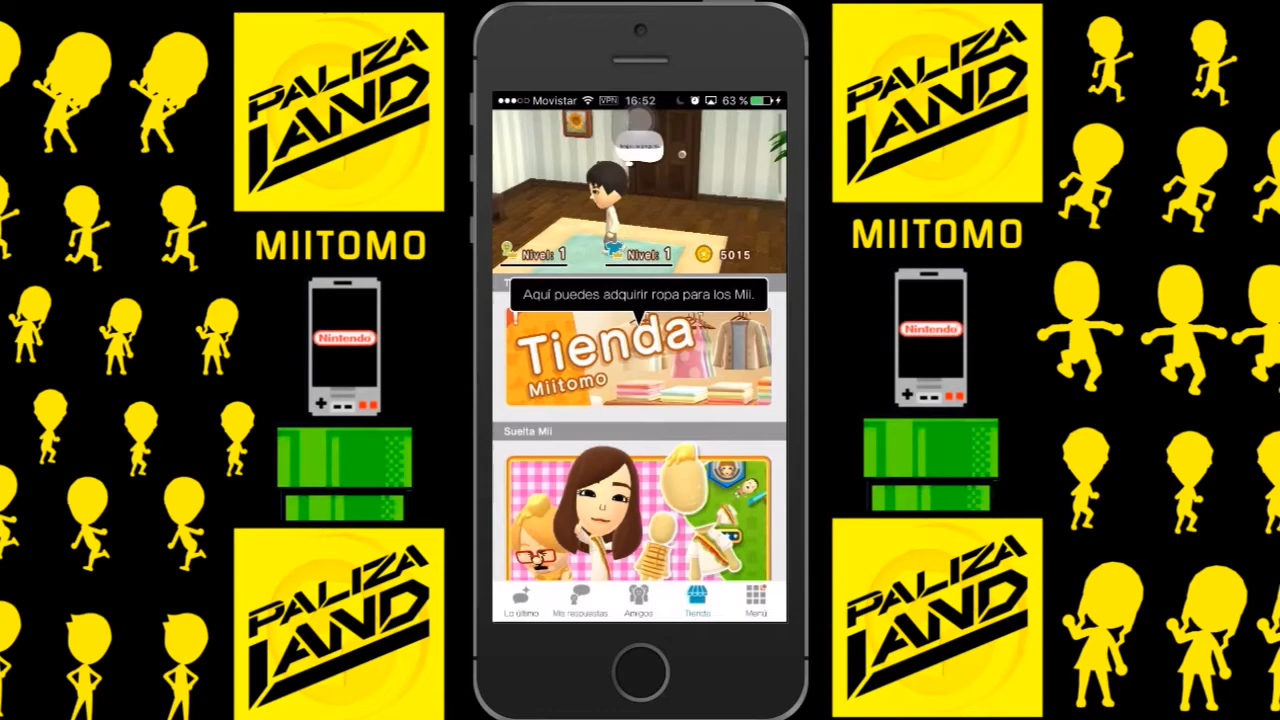 PALIZA
LAND
MIITOMO
Nintendo
PALIZA
LAND
Movistar VPN 16:52 63 %
Nivel: 1 Nivel: 1 5015
Aquí puedes adquirir ropa para los Mii.
Tienda
Miitomo
Suelta Mii
Lo último Mis respuestas Amigos Tienda Menú
PALIZA
LAND
MIITOMO
Nintendo
PALIZA
LAND